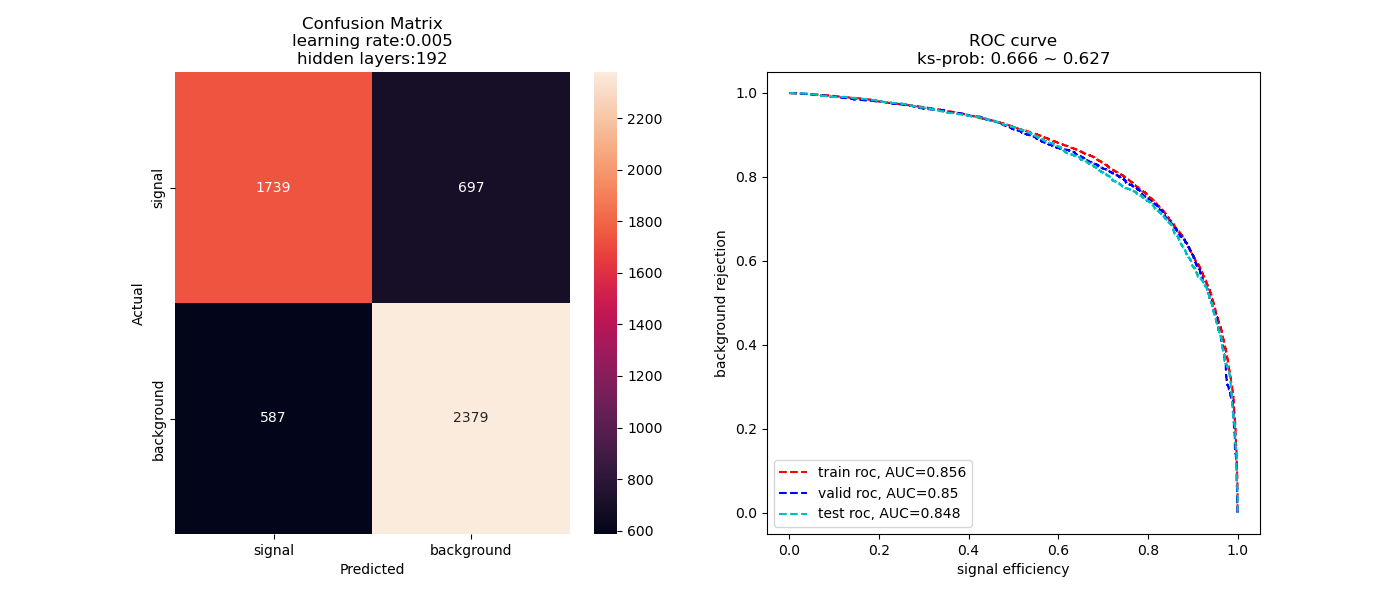 Confusion Matrix
learning rate:0.005
hidden layers:192
signal
background
Actual
1739
697
587
2379
signal
background
Predicted
2200
2000
1800
1600
1400
1200
1000
800
600
ROC curve
ks-prob: 0.666 ~ 0.627
background rejection
1.0
0.8
0.6
0.4
0.2
0.0
train roc, AUC=0.856
valid roc, AUC=0.85
test roc, AUC=0.848
0.0
0.2
0.4
0.6
0.8
1.0
signal efficiency